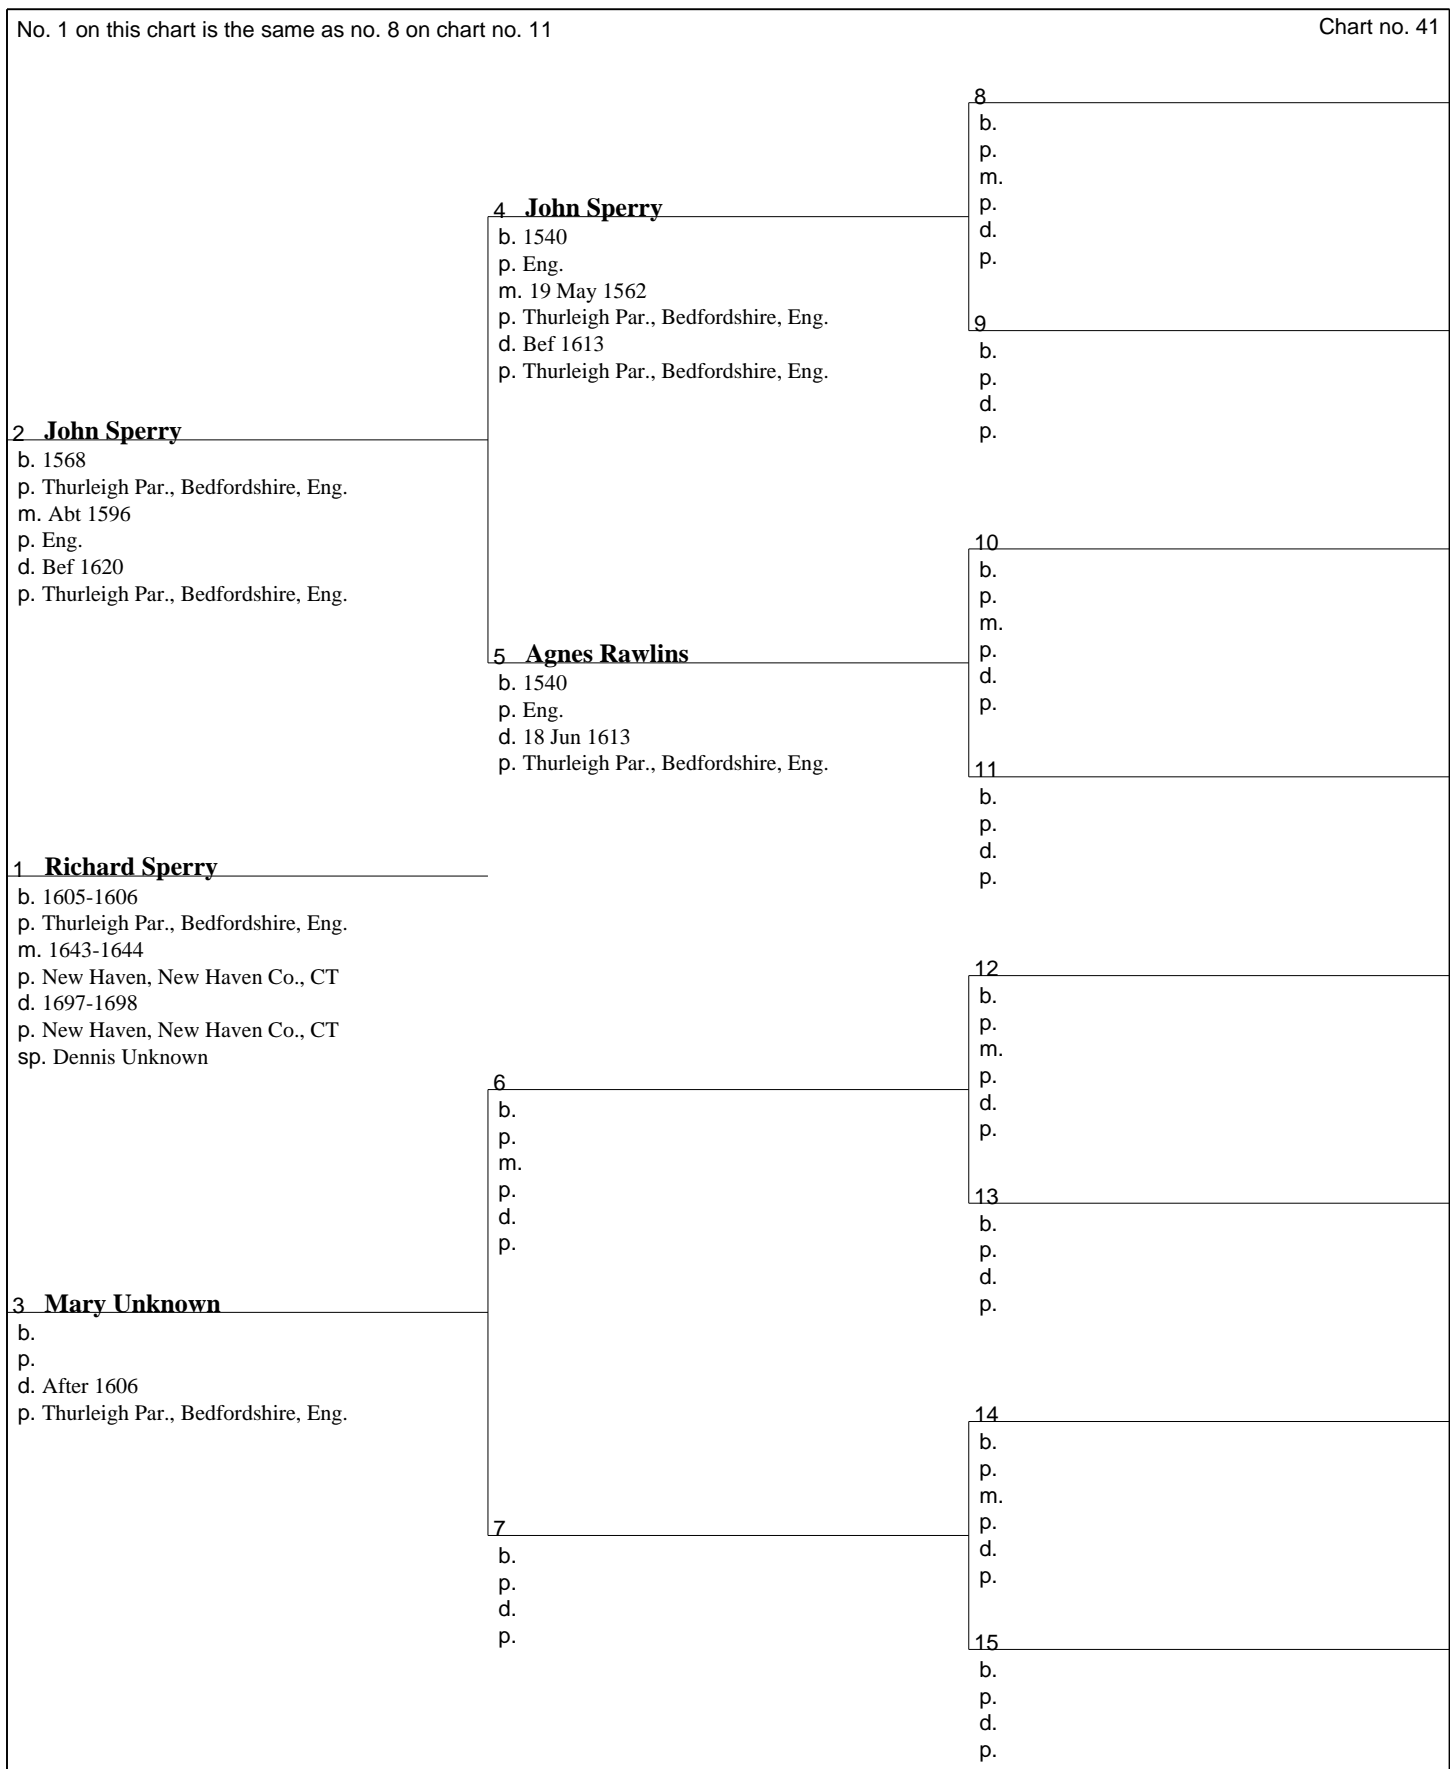 No. 1 on this chart is the same as no. 8 on chart no. 11
Chart no. 41
8
b.
p.
m.
p.
d.
p.
4 John Sperry
b. 1540
p. Eng.
m. 19 May 1562
p. Thurleigh Par., Bedfordshire, Eng.
d. Bef 1613
p. Thurleigh Par., Bedfordshire, Eng.
9
b.
p.
d.
p.
2 John Sperry
b. 1568
p. Thurleigh Par., Bedfordshire, Eng.
m. Abt 1596
p. Eng.
d. Bef 1620
p. Thurleigh Par., Bedfordshire, Eng.
10
b.
p.
m.
p.
d.
p.
5 Agnes Rawlins
b. 1540
p. Eng.
d. 18 Jun 1613
p. Thurleigh Par., Bedfordshire, Eng.
11
b.
p.
d.
p.
1 Richard Sperry
b. 1605-1606
p. Thurleigh Par., Bedfordshire, Eng.
m. 1643-1644
p. New Haven, New Haven Co., CT
d. 1697-1698
p. New Haven, New Haven Co., CT
sp. Dennis Unknown
12
b.
p.
m.
p.
d.
p.
6
b.
p.
m.
p.
d.
p.
13
b.
p.
d.
p.
3 Mary Unknown
b.
p.
d. After 1606
p. Thurleigh Par., Bedfordshire, Eng.
14
b.
p.
m.
p.
d.
p.
7
b.
p.
d.
p.
15
b.
p.
d.
p.